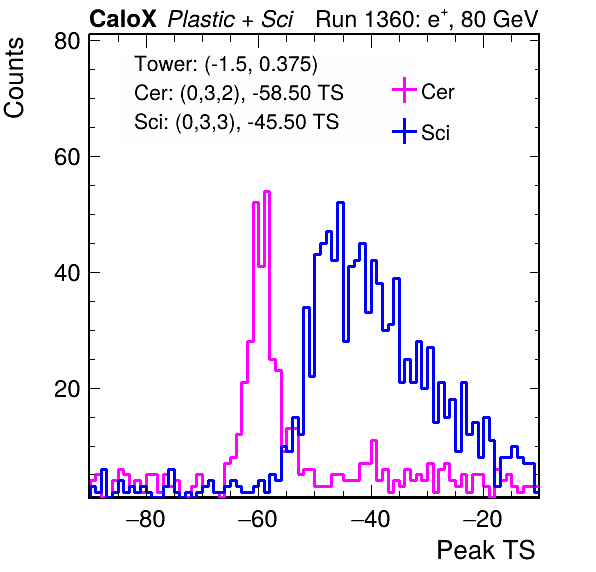 CaloX Plastic + Sci Run 1360: e+, 80 GeV
Counts
80
60
40
20
Tower: (-1.5, 0.375)
Cer: (0,3,2), -58.50 TS
Sci: (0,3,3), -45.50 TS
Cer
Sci
−80 −60 −40 −20
Peak TS